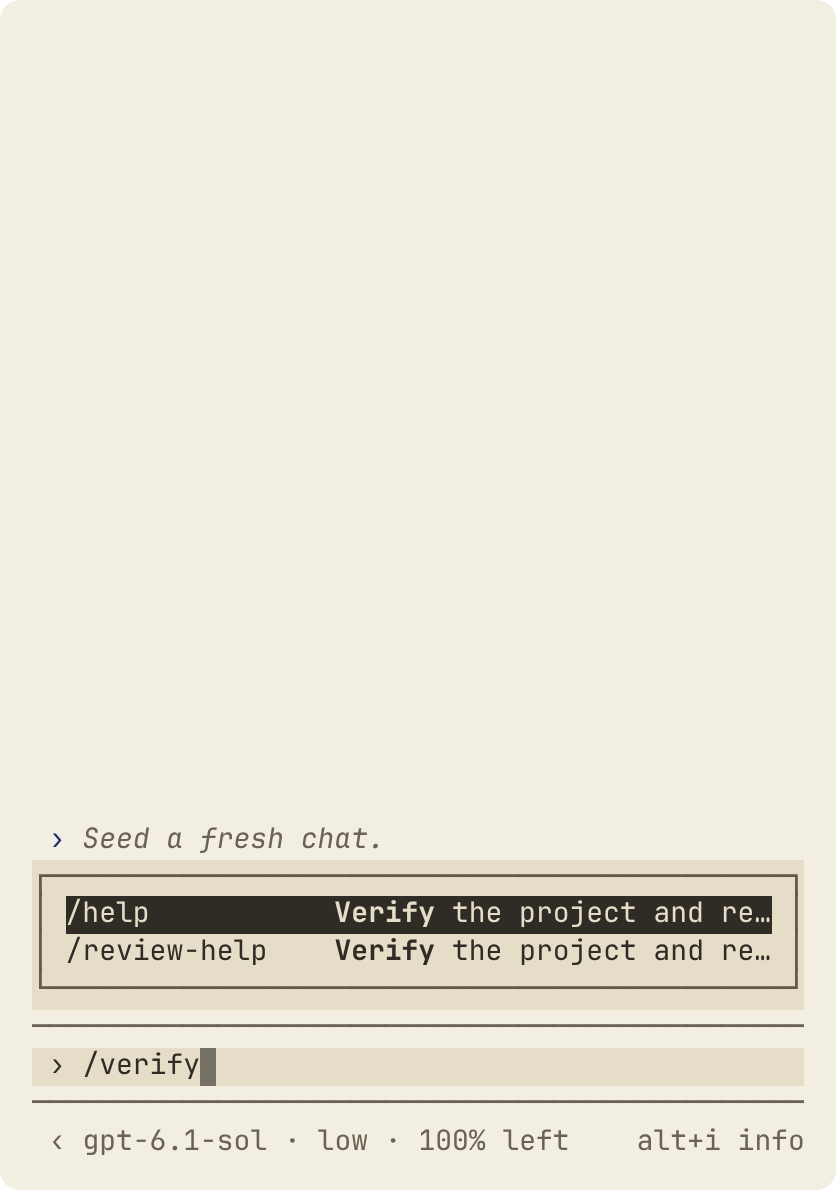 › Seed a fresh chat.
/help Verify the project and re…
/review-help Verify the project and re…
› /verify
‹ gpt-6.1-sol · low · 100% left alt+i info